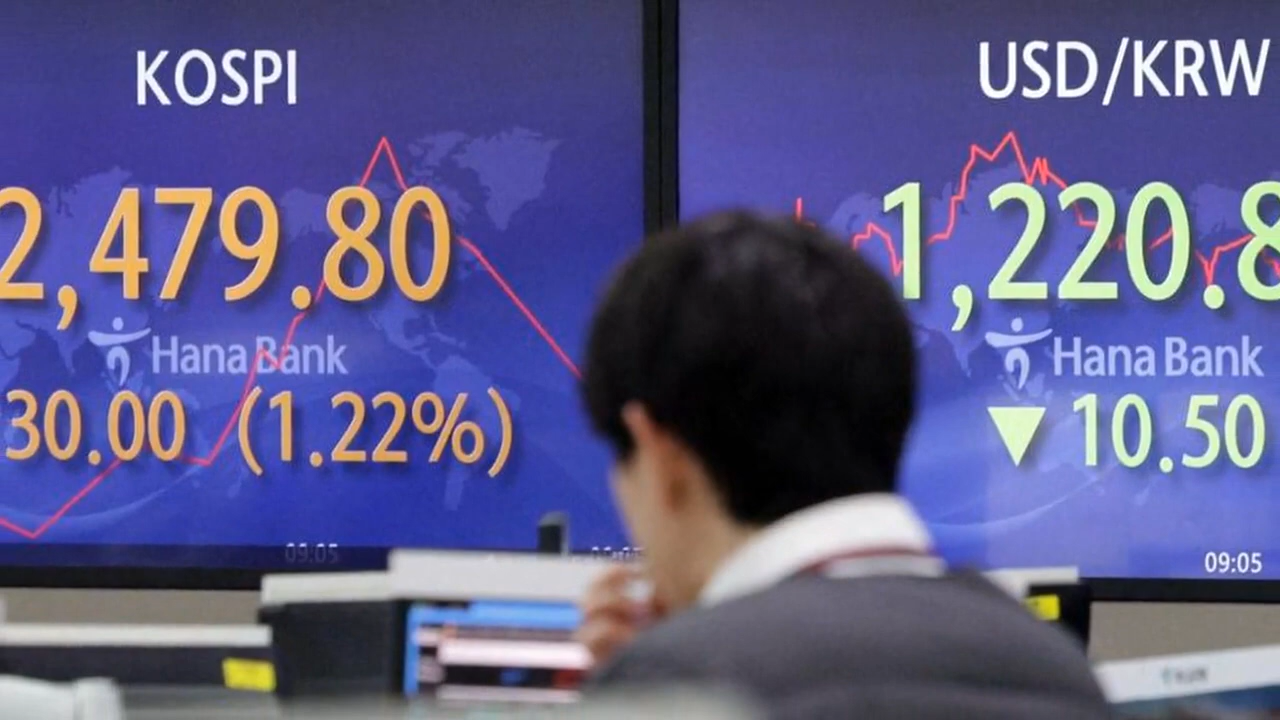 KOSPI
2,479.80
Hana Bank
30.00 (1.22%)
09:05
USD/KRW
1,220.8
Hana Bank
▼ 10.50
09:05